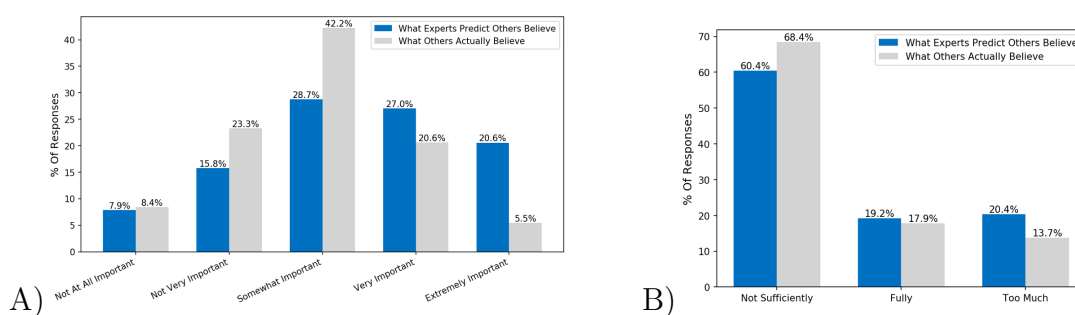 42.2%
What Experts Predict Others Believe
What Others Actually Believe
40
35
30
28.7%
27.0%
25
23.3%
20.6%
20.6%
20
15.8%
15
10
7.9%
8.4%
5.5%
5
0
% Of Responses
Not At All Important
Not Very Important
Somewhat Important
Very Important
Extremely Important
A)
70
68.4%
What Experts Predict Others Believe
What Others Actually Believe
60.4%
60
50
40
30
20
19.2%
17.9%
20.4%
13.7%
10
0
% Of Responses
Not Sufficiently
Fully
Too Much
B)